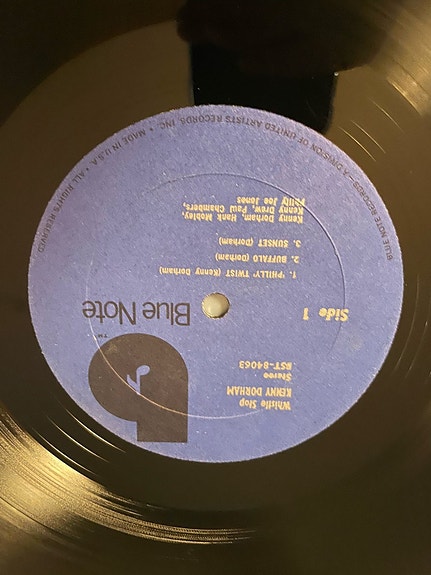 Whistle Stop
KENNY DORHAM
Stereo
BST-84063
Side 1
Blue Note
TM
1. 'PHILLY' TWIST (Kenny Dorham)
2. BUFFALO (Dorham)
3. SUNSET (Dorham)
Kenny Dorham, Hank Mobley,
Kenny Drew, Paul Chambers,
Philly Joe Jones
BLUE NOTE RECORDS — A DIVISION OF UNITED ARTISTS RECORDS, INC. • MADE IN U.S.A. • ALL RIGHTS RESERVED